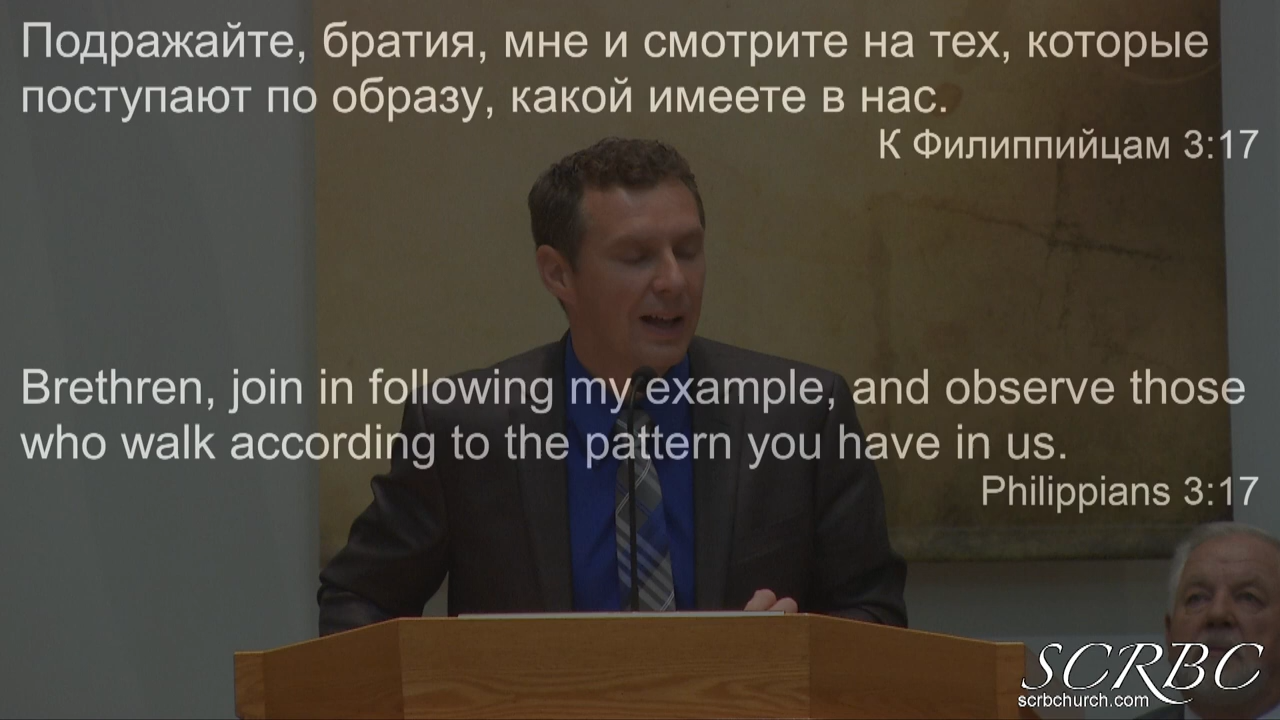 Подражайте, братия, мне и смотрите на тех, которые
поступают по образу, какой имеете в нас.
К Филиппийцам 3:17
Brethren, join in following my example, and observe those
who walk according to the pattern you have in us.
Philippians 3:17
SCRBC
scrbchurch.com